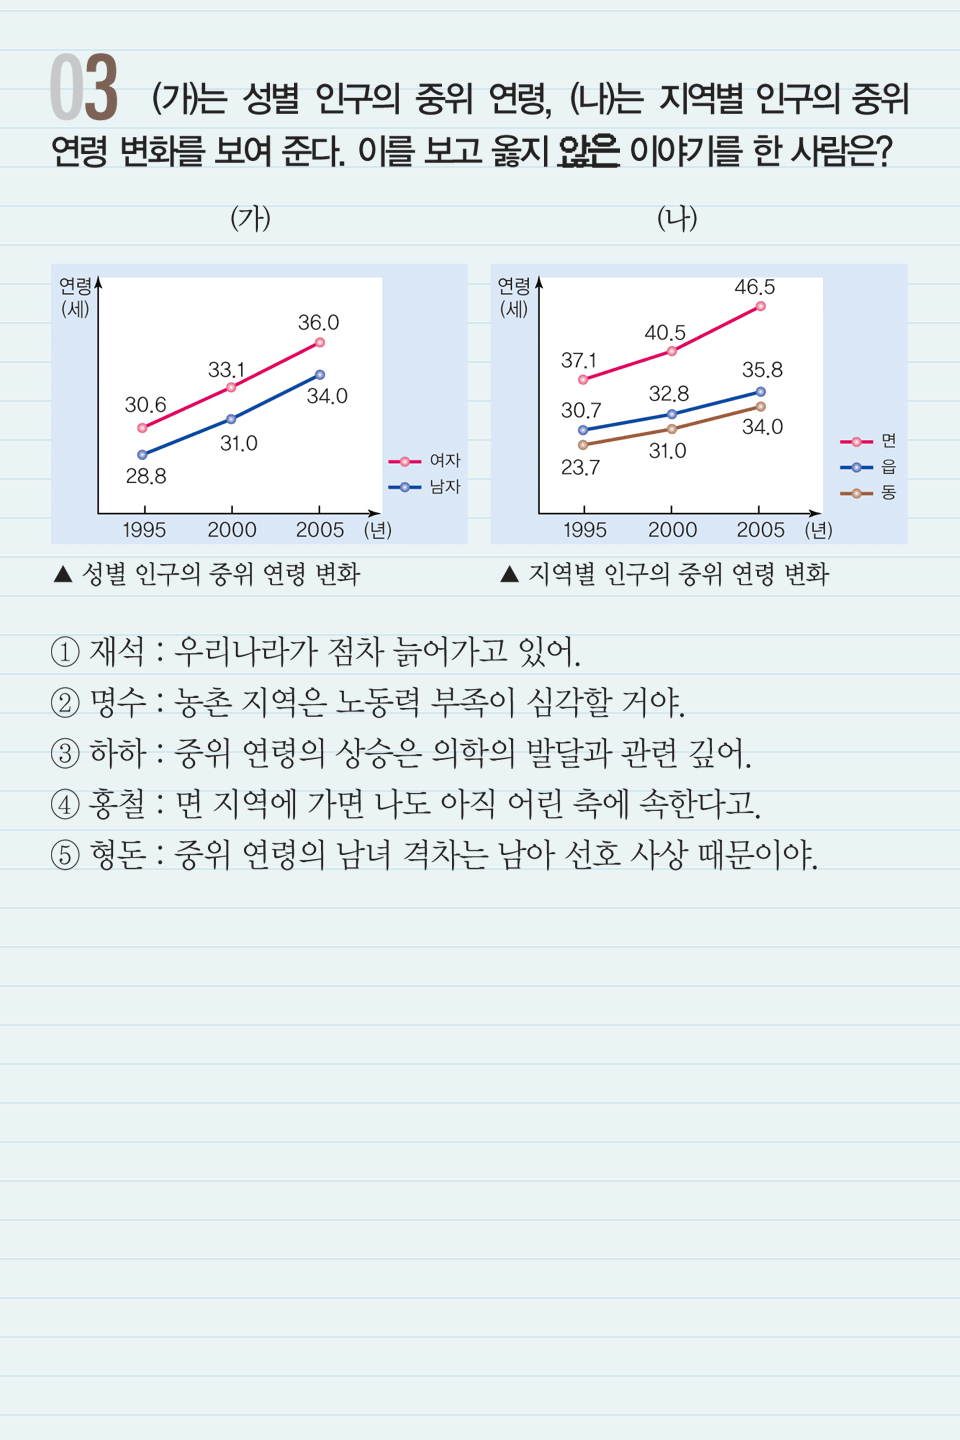 03 (가)는 성별 인구의 중위 연령, (나)는 지역별 인구의 중위
연령 변화를 보여 준다. 이를 보고 옳지 않은 이야기를 한 사람은?
(가)
(나)
연령
(세)
36.0
33.1
30.6
34.0
31.0
28.8
여자
남자
1995 2000 2005 (년)
▲ 성별 인구의 중위 연령 변화
연령
(세)
46.5
40.5
37.1
35.8
32.8
30.7
34.0
31.0
23.7
면
읍
동
1995 2000 2005 (년)
▲ 지역별 인구의 중위 연령 변화
① 재석 : 우리나라가 점차 늙어가고 있어.
② 명수 : 농촌 지역은 노동력 부족이 심각할 거야.
③ 하하 : 중위 연령의 상승은 의학의 발달과 관련 깊어.
④ 홍철 : 면 지역에 가면 나도 아직 어린 축에 속한다고.
⑤ 형돈 : 중위 연령의 남녀 격차는 남아 선호 사상 때문이야.